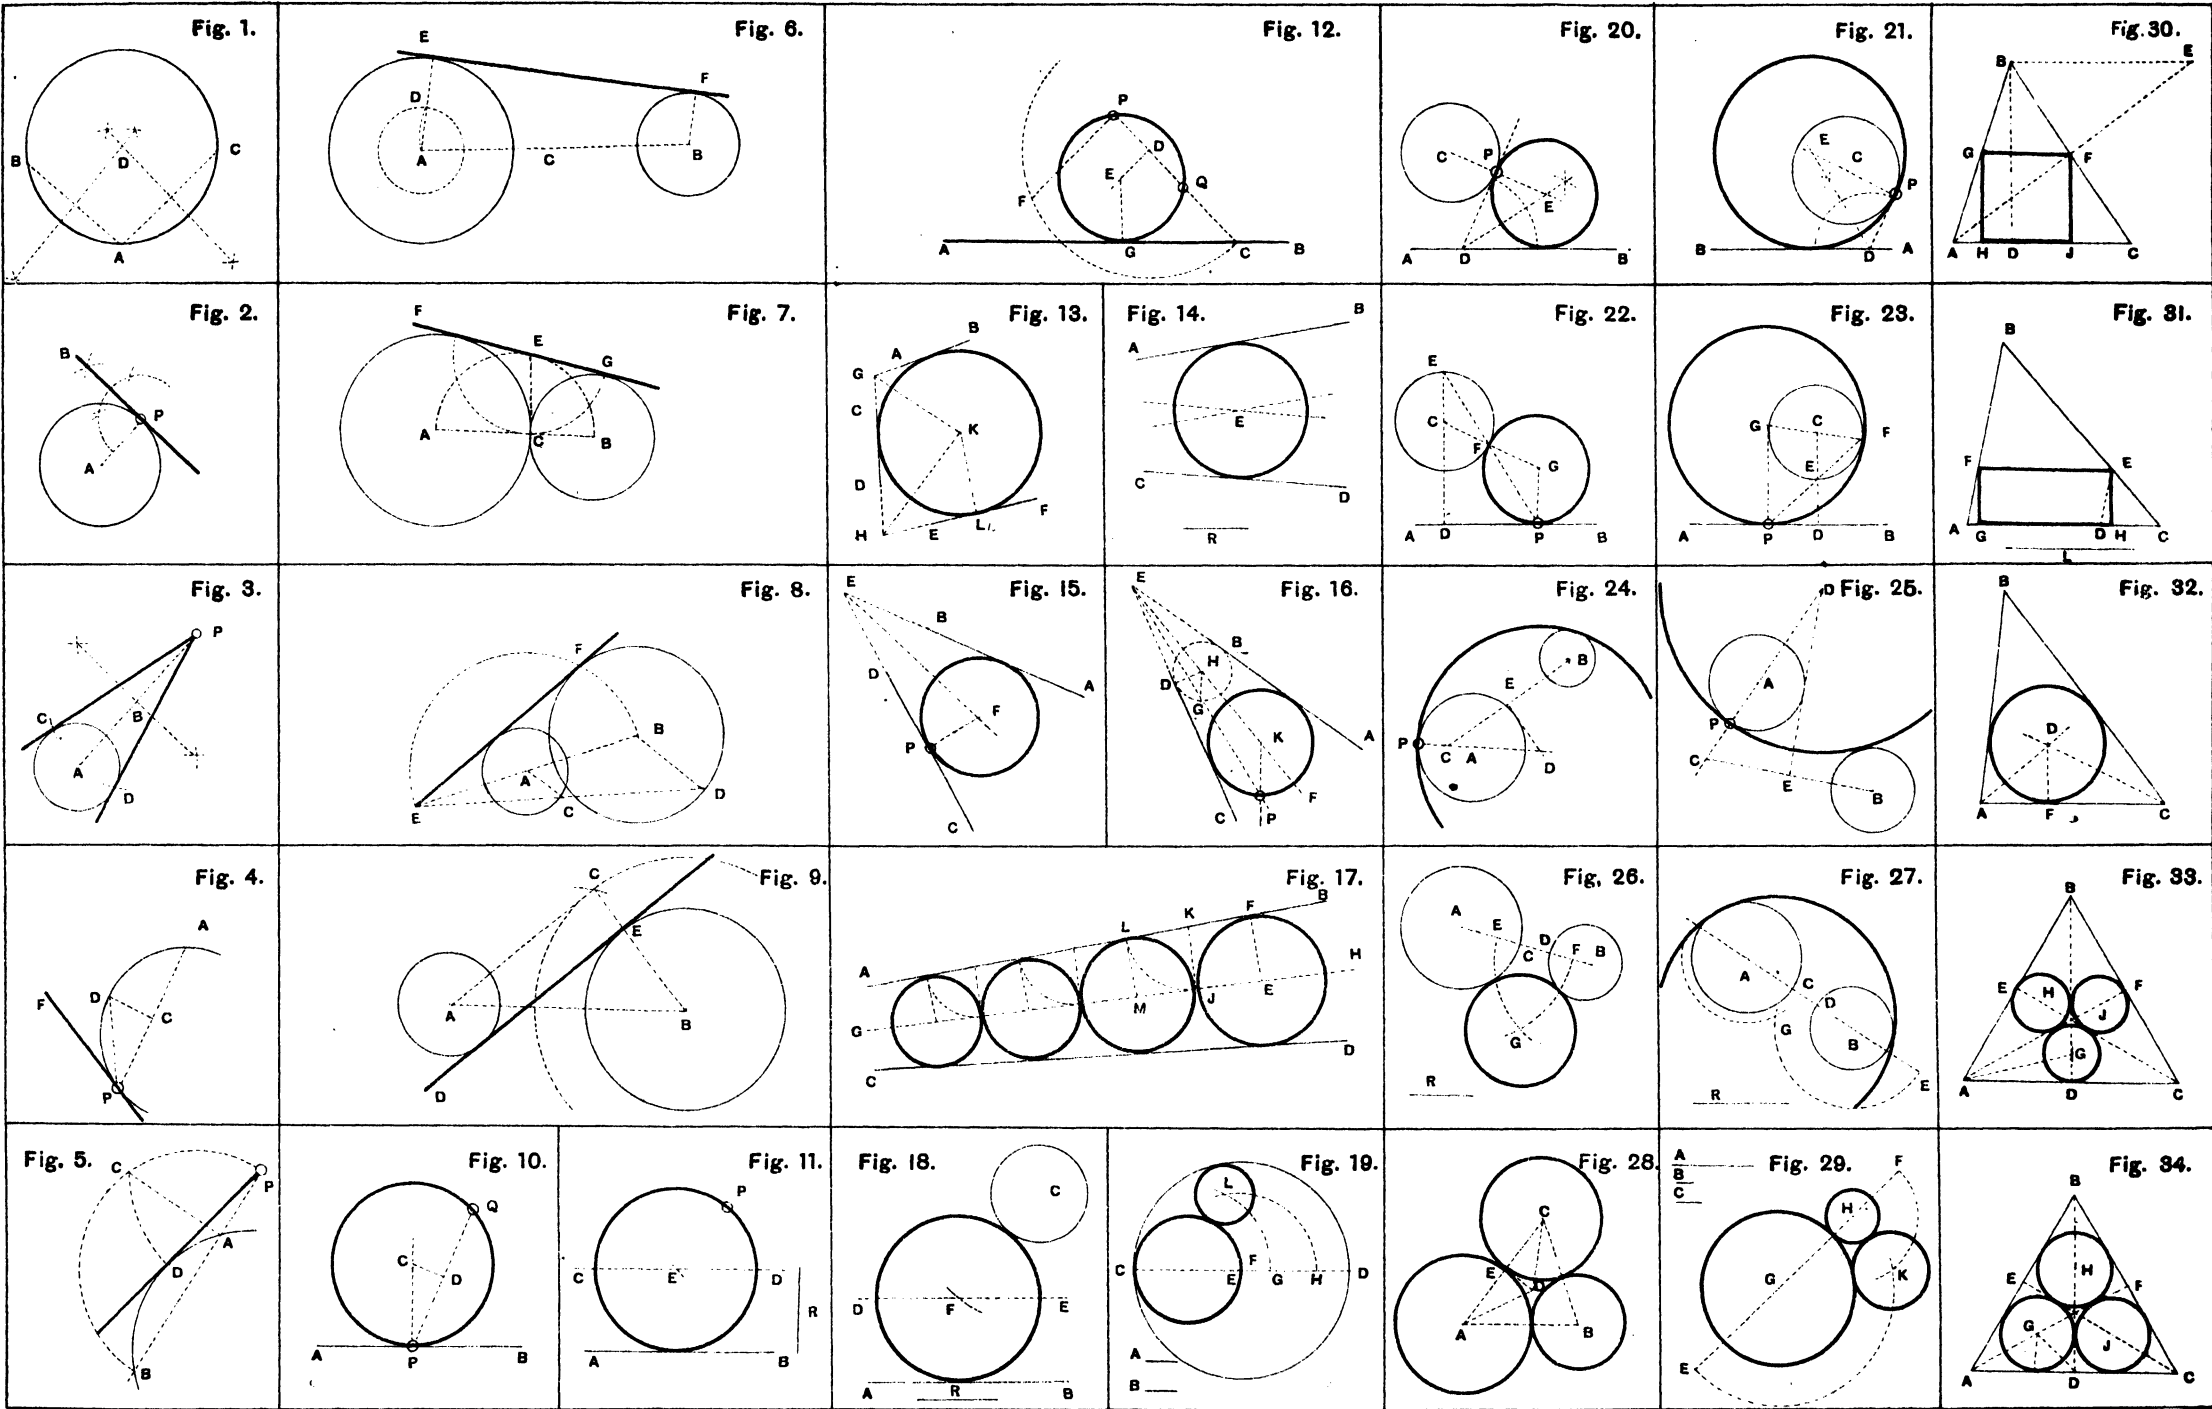 Fig. 1.
B
D
C
A
Fig. 6.
E
F
D
A
C
B
Fig. 12.
P
D
E
Q
F
A
G
C
B
Fig. 20.
C
P
E
A
D
B
Fig. 21.
E
C
P
B
D
A
Fig. 30.
B
E
G
F
A H D J C
Fig. 2.
B
P
A
Fig. 7.
F
E
G
A
C
B
Fig. 13.
B
A
G
C
K
D
H
E
L
F
Fig. 14.
B
A
E
C
D
R
Fig. 22.
E
C
F
G
A D P B
Fig. 23.
G
C
F
E
A P D B
Fig. 31.
B
F
E
A G D H C
L
Fig. 3.
P
C
B
A
D
Fig. 8.
F
B
A
C
D
E
Fig. 15.
E
B
D
A
F
P
C
Fig. 16.
E
B
H
D
G
K
A
F
C
P
Fig. 24.
B
E
P
C A
D
Fig. 25.
D
A
P
C
E
B
Fig. 32.
B
D
A F C
Fig. 4.
A
D
C
F
P
Fig. 9.
C
E
A
B
D
Fig. 17.
B
F
K
L
A
H
E
J
M
G
D
C
Fig. 26.
A
E
D
F B
C
G
R
Fig. 27.
A
C
D
G
B
E
R
Fig. 33.
B
E
H
F
J
G
A D C
Fig. 5.
C
P
A
D
B
Fig. 10.
Q
C
D
A P B
Fig. 11.
P
C E D
R
A B
Fig. 18.
C
D F E
A R B
Fig. 19.
L
C E F G H D
A
B
Fig. 28.
C
E
D
A
B
Fig. 29.
A
B
C
F
H
G
K
E
Fig. 34.
B
E
H
F
G
J
A D C